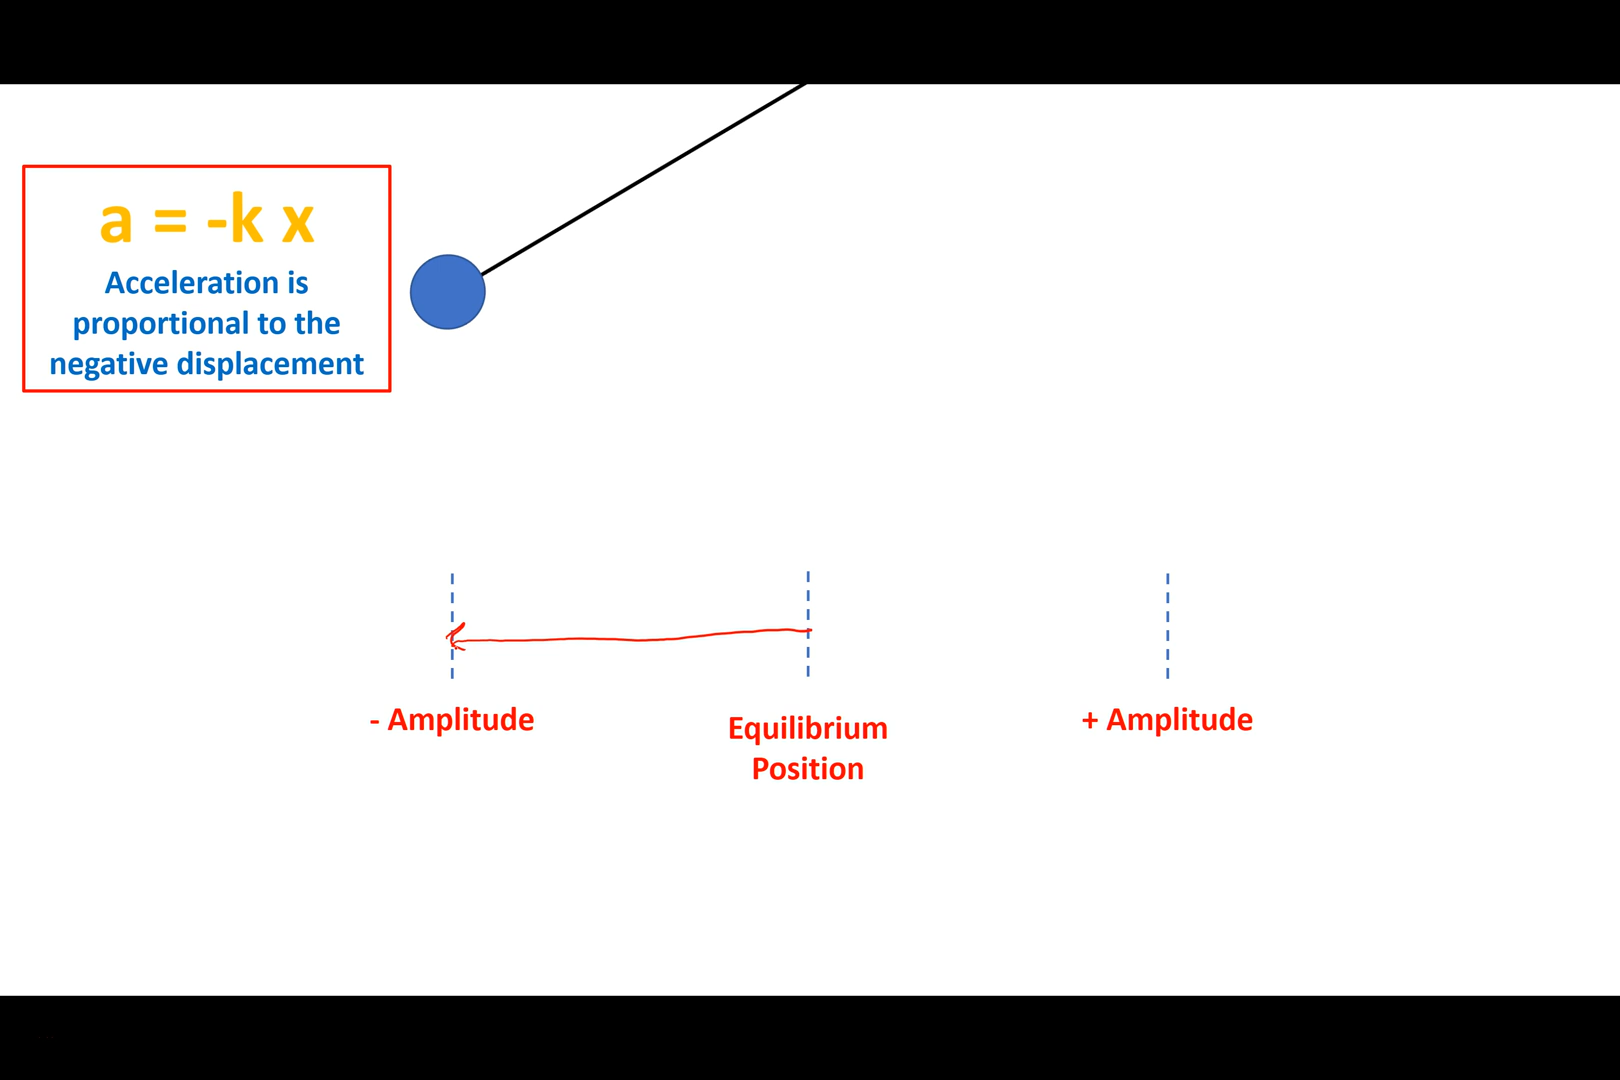 a = -k x
Acceleration is
proportional to the
negative displacement
- Amplitude
Equilibrium
Position
+ Amplitude